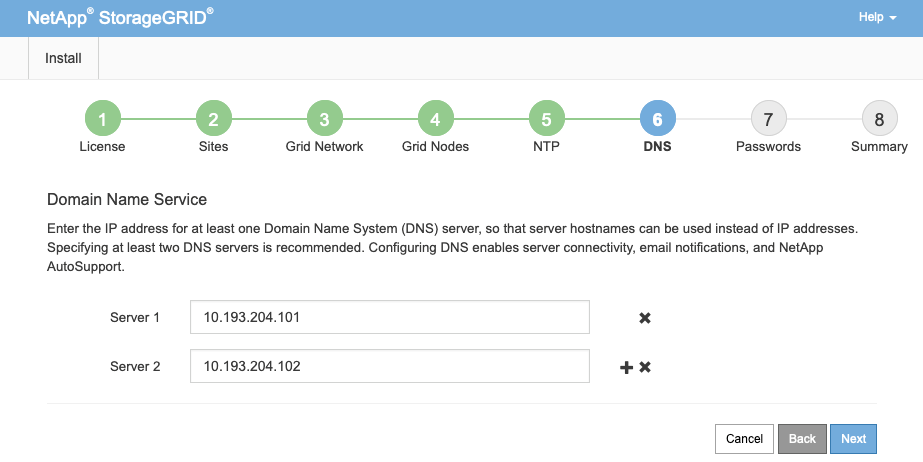 NetApp® StorageGRID®
Help
Install
1 2 3 4 5 6 7 8
License Sites Grid Network Grid Nodes NTP DNS Passwords Summary
Domain Name Service
Enter the IP address for at least one Domain Name System (DNS) server, so that server hostnames can be used instead of IP addresses.
Specifying at least two DNS servers is recommended. Configuring DNS enables server connectivity, email notifications, and NetApp
AutoSupport.
Server 1 10.193.204.101
Server 2 10.193.204.102
Cancel Back Next